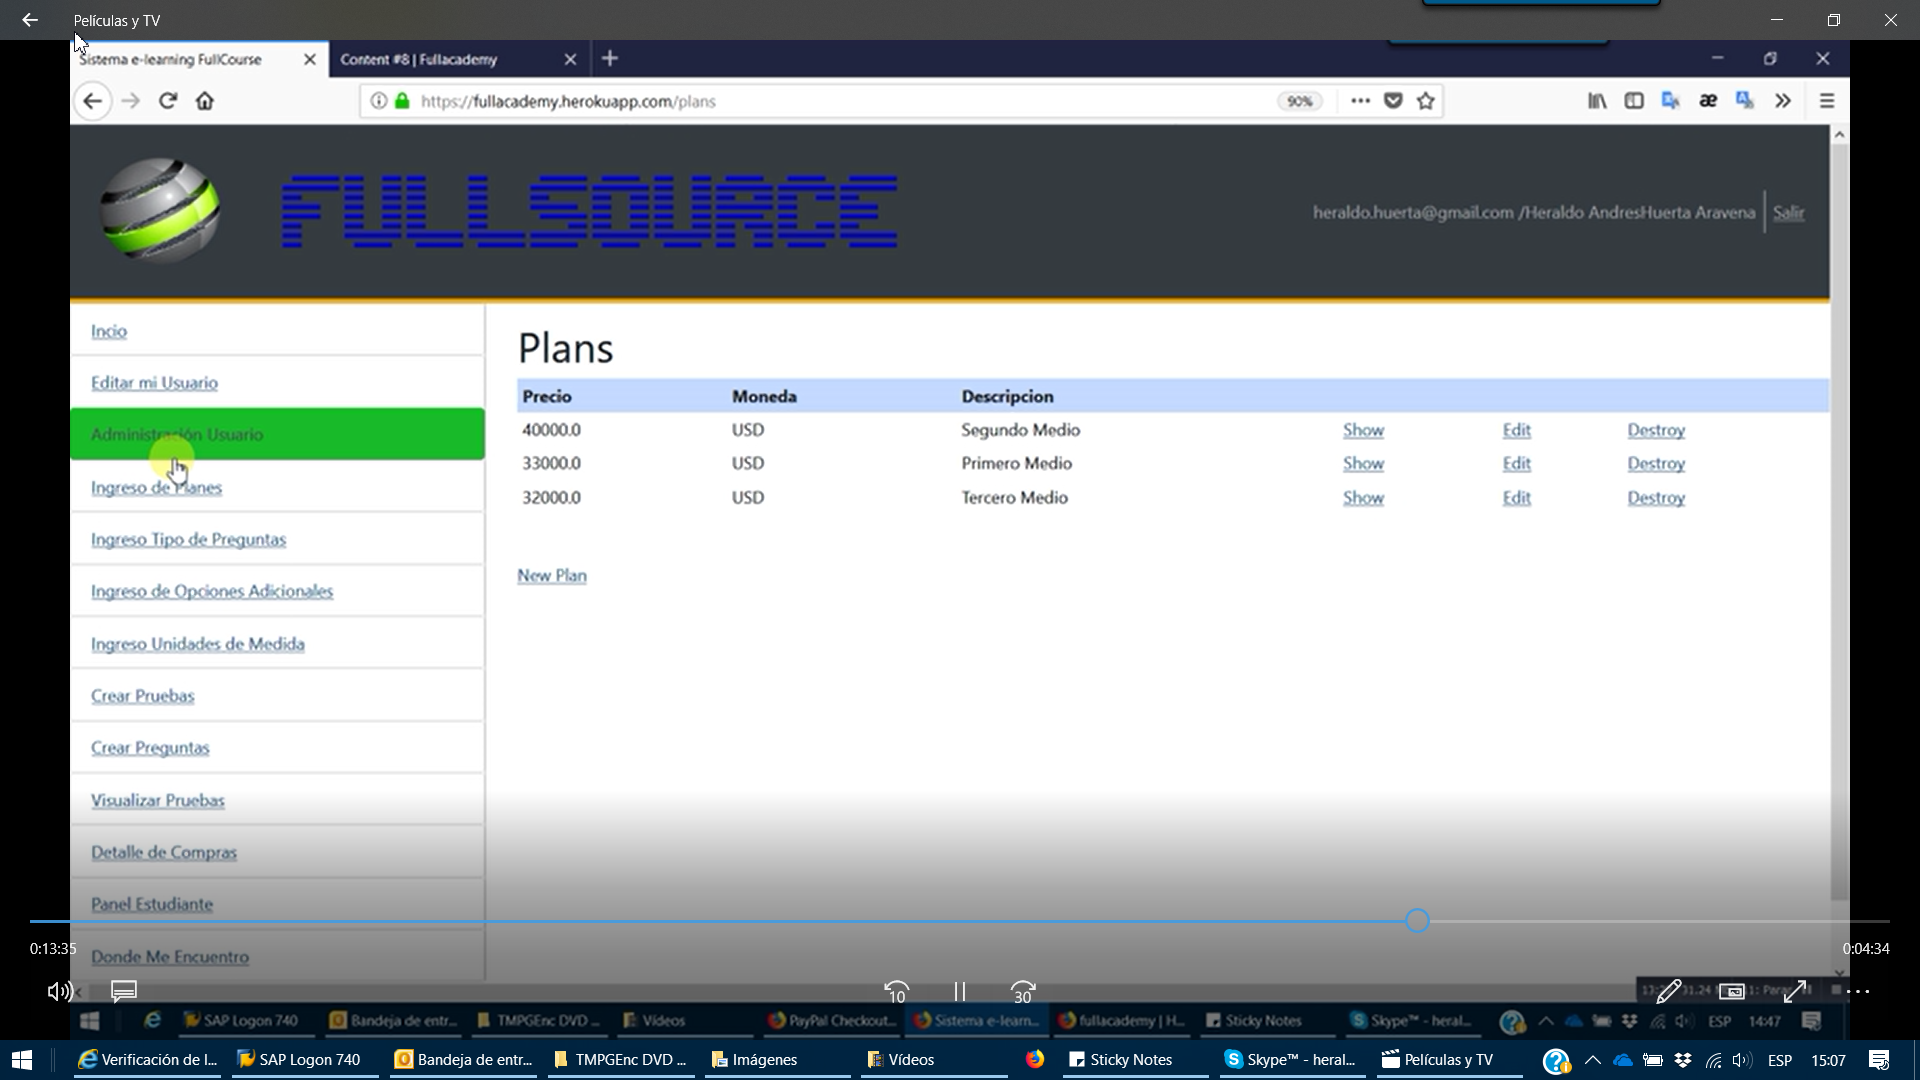 Películas y TV
Sistema e-learning FullCourse
Content #8 | Fullacademy
https://fullacademy.herokuapp.com/plans
90%
FULLSOURCE
heraldo.huerta@gmail.com /Heraldo AndresHuerta Aravena
Salir
Incio
Editar mi Usuario
Administración Usuario
Ingreso de Planes
Ingreso Tipo de Preguntas
Ingreso de Opciones Adicionales
Ingreso Unidades de Medida
Crear Pruebas
Crear Preguntas
Visualizar Pruebas
Detalle de Compras
Panel Estudiante
Donde Me Encuentro
Plans
Precio Moneda Descripcion
40000.0 USD Segundo Medio Show Edit Destroy
33000.0 USD Primero Medio Show Edit Destroy
32000.0 USD Tercero Medio Show Edit Destroy
New Plan
0:13:35
0:04:34
10
30
SAP Logon 740
Bandeja de entr...
TMPGEnc DVD ...
Vídeos
PayPal Checkout...
Sistema e-learn...
fullacademy | H...
Sticky Notes
Skype™ - heral...
ESP
14:47
Verificación de l...
SAP Logon 740
Bandeja de entr...
TMPGEnc DVD ...
Imágenes
Vídeos
Sticky Notes
Skype™ - heral...
Películas y TV
ESP
15:07